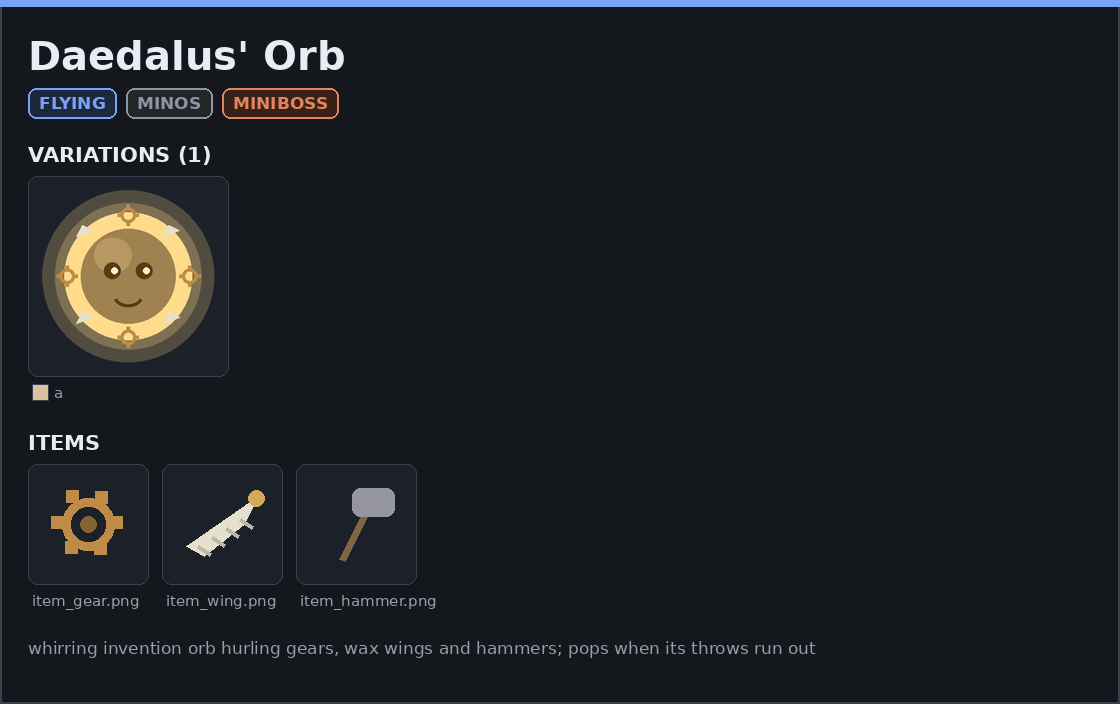 Daedalus' Orb
FLYING MINOS MINIBOSS
VARIATIONS (1)
a
ITEMS
item_gear.png item_wing.png item_hammer.png
whirring invention orb hurling gears, wax wings and hammers; pops when its throws run out